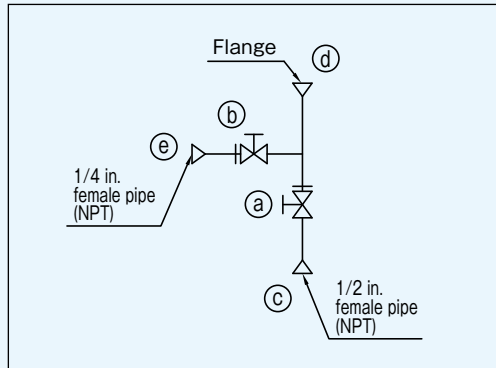 Flange
d
b
e
1/4 in.
female pipe
(NPT)
a
c
1/2 in.
female pipe
(NPT)